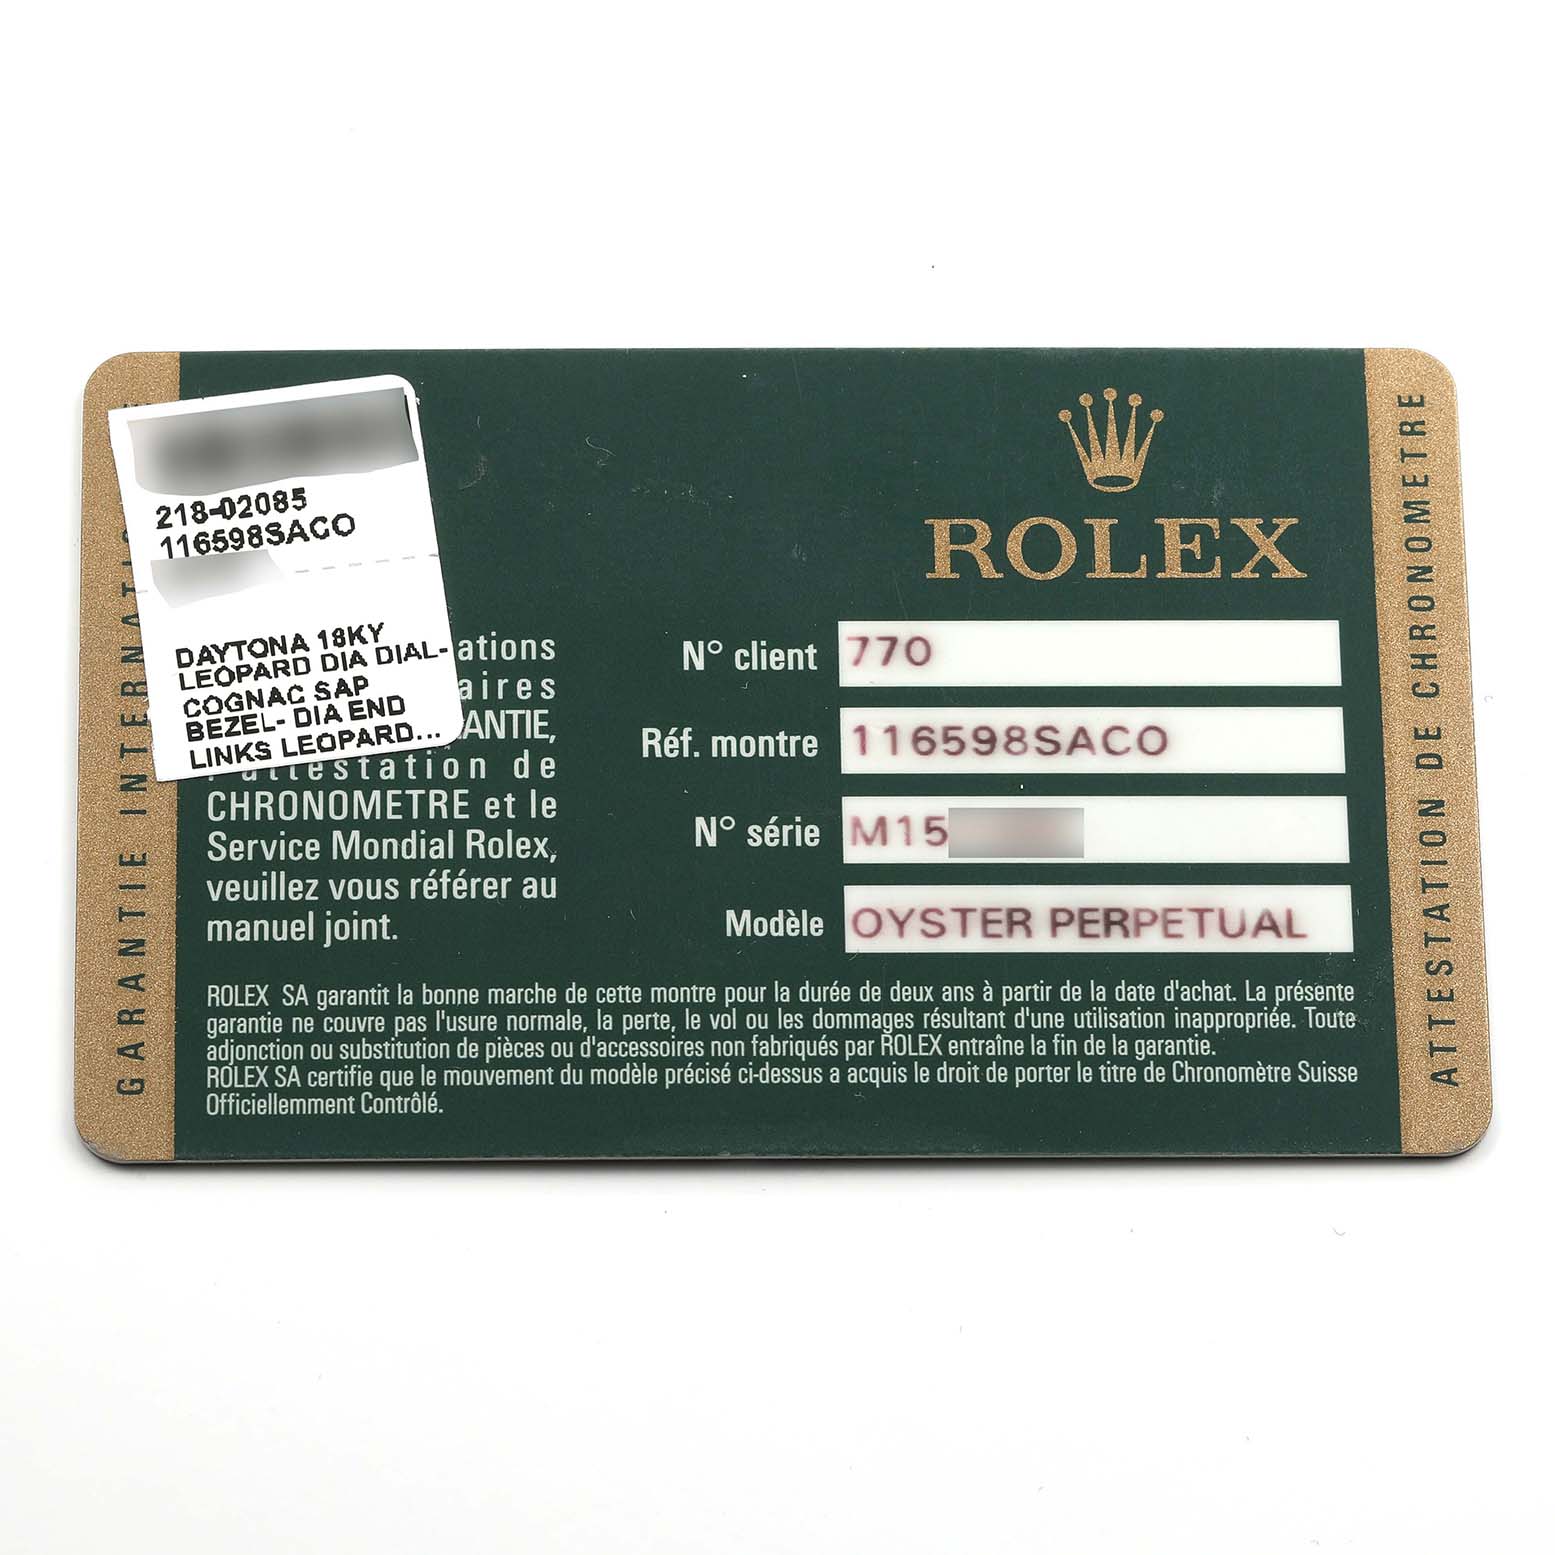 218-02085
116598SACO
DAYTONA 18KY
LEOPARD DIA DIAL-
COGNAC SAP
BEZEL- DIA END
LINKS LEOPARD...
GARANTIE INTERNATI
ations
aires
ANTIE,
l'attestation de
CHRONOMETRE et le
Service Mondial Rolex,
veuillez vous référer au
manuel joint.
ROLEX
N° client 770
Réf. montre 116598SACO
N° série M15
Modèle OYSTER PERPETUAL
ROLEX SA garantit la bonne marche de cette montre pour la durée de deux ans à partir de la date d'achat. La présente
garantie ne couvre pas l'usure normale, la perte, le vol ou les dommages résultant d'une utilisation inappropriée. Toute
adjonction ou substitution de pièces ou d'accessoires non fabriqués par ROLEX entraîne la fin de la garantie.
ROLEX SA certifie que le mouvement du modèle précisé ci-dessus a acquis le droit de porter le titre de Chronomètre Suisse
Officiellemment Contrôlé.
ATTESTATION DE CHRONOMETRE